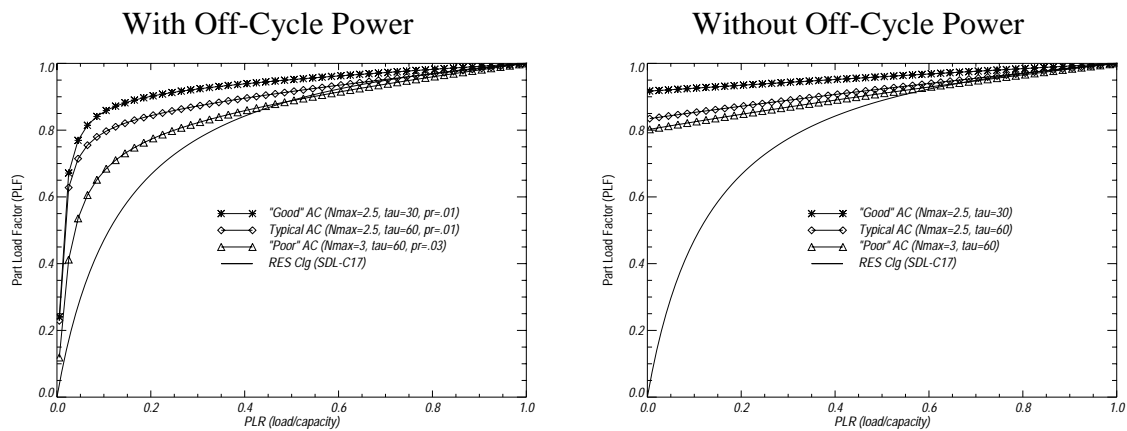 With Off-Cycle Power
1.0
0.8
0.6
0.4
0.2
0.0
Part Load Factor (PLF)
"Good" AC (Nmax=2.5, tau=30, pr=.01)
Typical AC (Nmax=2.5, tau=60, pr=.01)
"Poor" AC (Nmax=3, tau=60, pr=.03)
RES Clg (SDL-C17)
0.0 0.2 0.4 0.6 0.8 1.0
PLR (load/capacity)
Without Off-Cycle Power
1.0
0.8
0.6
0.4
0.2
0.0
Part Load Factor (PLF)
"Good" AC (Nmax=2.5, tau=30)
Typical AC (Nmax=2.5, tau=60)
"Poor" AC (Nmax=3, tau=60)
RES Clg (SDL-C17)
0.0 0.2 0.4 0.6 0.8 1.0
PLR (load/capacity)